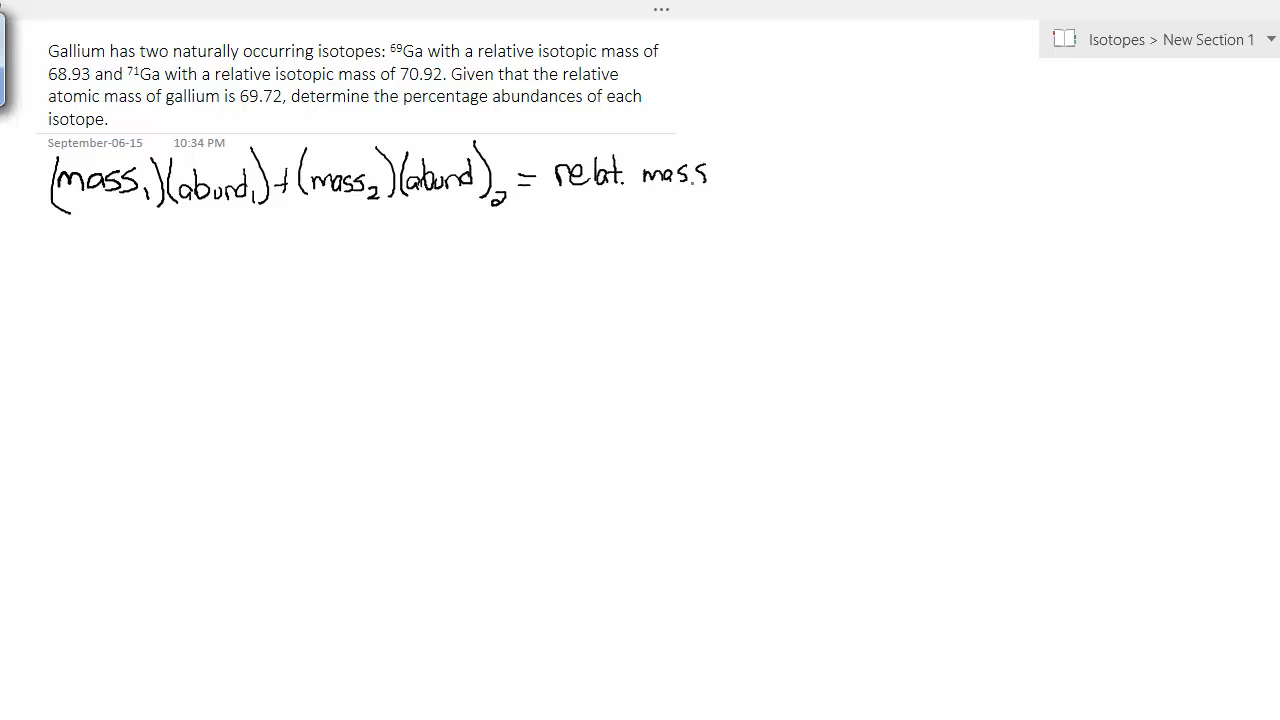 Isotopes > New Section 1
Gallium has two naturally occurring isotopes: ⁶⁹Ga with a relative isotopic mass of
68.93 and ⁷¹Ga with a relative isotopic mass of 70.92. Given that the relative
atomic mass of gallium is 69.72, determine the percentage abundances of each
isotope.
September-06-15 10:34 PM
(mass₁)(abund₁)+(mass₂)(abund)₂ = relat. mass